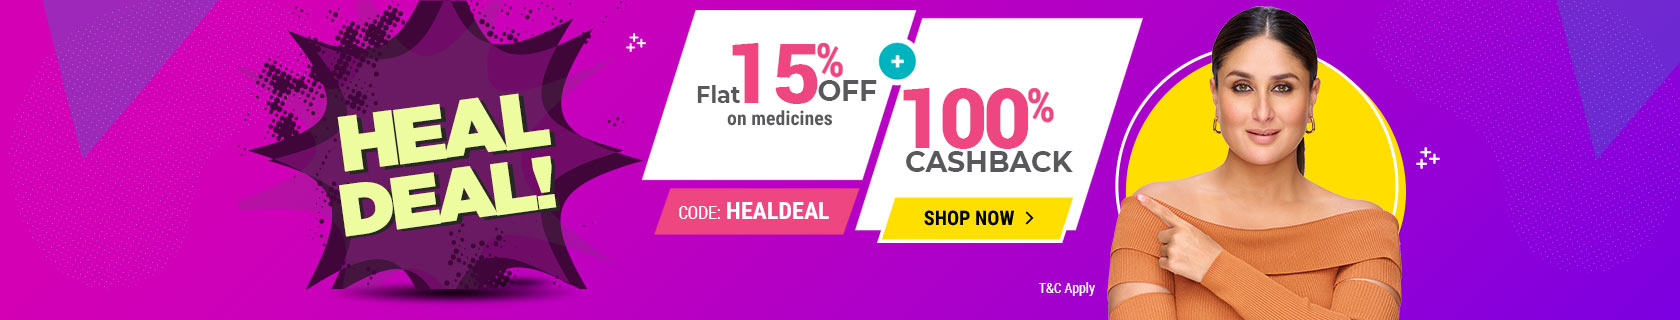 HEAL
DEAL!
Flat 15% OFF
on medicines
+
100%
CASHBACK
CODE: HEALDEAL
SHOP NOW >
T&C Apply